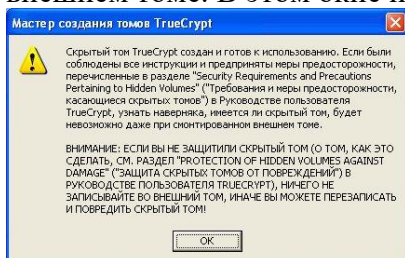 внешнем томе. В этом окне н
Мастер создания томов TrueCrypt
Скрытый том TrueCrypt создан и готов к использованию. Если были
соблюдены все инструкции и предприняты меры предосторожности,
перечисленные в разделе "Security Requirements and Precautions
Pertaining to Hidden Volumes" ("Требования и меры предосторожности,
касающиеся скрытых томов") в Руководстве пользователя
TrueCrypt, узнать наверняка, имеется ли скрытый том, будет
невозможно даже при смонтированном внешнем томе.
ВНИМАНИЕ: ЕСЛИ ВЫ НЕ ЗАЩИТИЛИ СКРЫТЫЙ ТОМ (О ТОМ, КАК ЭТО
СДЕЛАТЬ, СМ. РАЗДЕЛ "PROTECTION OF HIDDEN VOLUMES AGAINST
DAMAGE" ("ЗАЩИТА СКРЫТЫХ ТОМОВ ОТ ПОВРЕЖДЕНИЙ") В
РУКОВОДСТВЕ ПОЛЬЗОВАТЕЛЯ TRUECRYPT), НИЧЕГО НЕ
ЗАПИСЫВАЙТЕ ВО ВНЕШНИЙ ТОМ, ИНАЧЕ ВЫ МОЖЕТЕ ПЕРЕЗАПИСАТЬ
И ПОВРЕДИТЬ СКРЫТЫЙ ТОМ!
OK